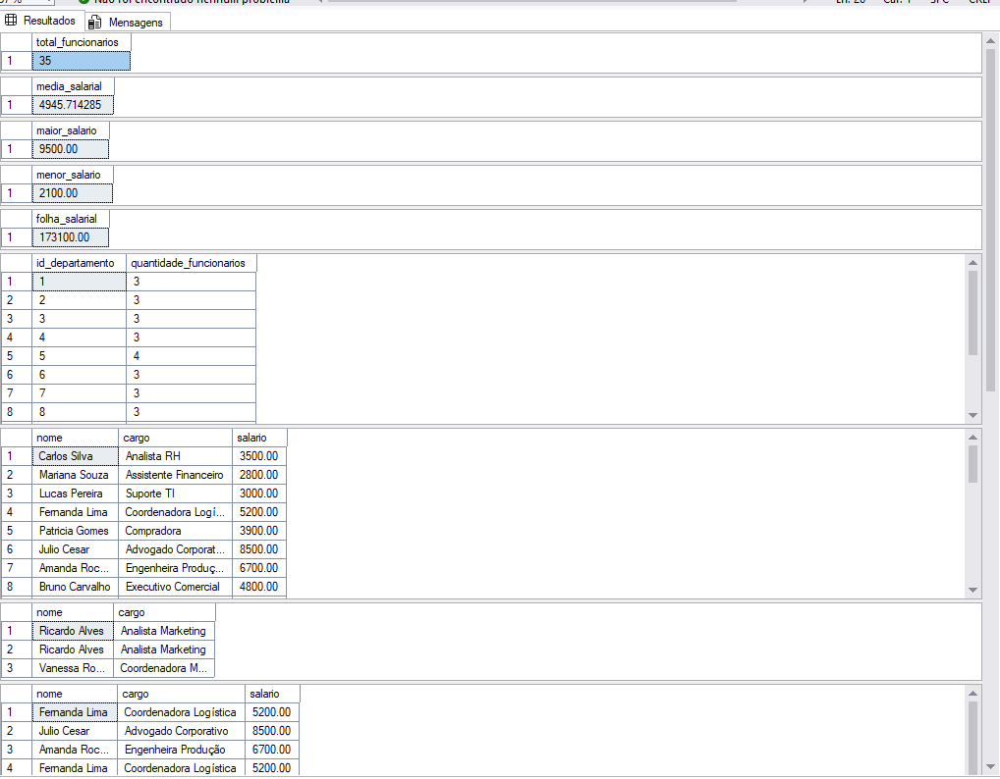 Não foi encontrado nenhum problema
Resultados Mensagens
total_funcionarios
1 35
media_salarial
1 4945.714285
maior_salario
1 9500.00
menor_salario
1 2100.00
folha_salarial
1 173100.00
id_departamento quantidade_funcionarios
1 1 3
2 2 3
3 3 3
4 4 3
5 5 4
6 6 3
7 7 3
8 8 3
nome cargo salario
1 Carlos Silva Analista RH 3500.00
2 Mariana Souza Assistente Financeiro 2800.00
3 Lucas Pereira Suporte TI 3000.00
4 Fernanda Lima Coordenadora Logí... 5200.00
5 Patricia Gomes Compradora 3900.00
6 Julio Cesar Advogado Corporat... 8500.00
7 Amanda Roc... Engenheira Produç... 6700.00
8 Bruno Carvalho Executivo Comercial 4800.00
nome cargo
1 Ricardo Alves Analista Marketing
2 Ricardo Alves Analista Marketing
3 Vanessa Ro... Coordenadora M...
nome cargo salario
1 Fernanda Lima Coordenadora Logística 5200.00
2 Julio Cesar Advogado Corporativo 8500.00
3 Amanda Roc... Engenheira Produção 6700.00
4 Fernanda Lima Coordenadora Logística 5200.00